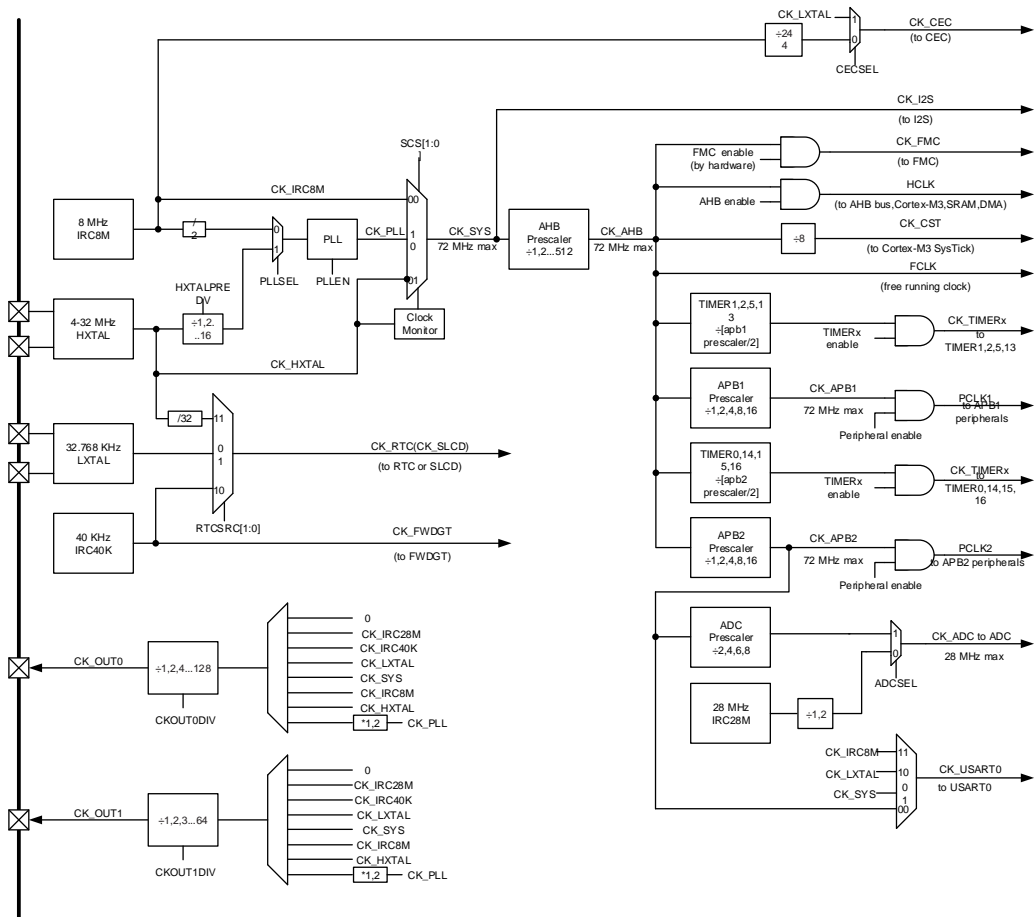 CK_LXTAL
1
0
÷24
4
CECSEL
CK_CEC
(to CEC)
CK_I2S
(to I2S)
SCS[1:0
]
CK_IRC8M
00
1
0
01
8 MHz
IRC8M
/
2
0
1
PLLSEL
PLL
PLLEN
CK_PLL
CK_SYS
72 MHz max
AHB
Prescaler
÷1,2...512
CK_AHB
72 MHz max
FMC enable
(by hardware)
CK_FMC
(to FMC)
AHB enable
HCLK
(to AHB bus,Cortex-M3,SRAM,DMA)
÷8
CK_CST
(to Cortex-M3 SysTick)
FCLK
(free running clock)
4-32 MHz
HXTAL
HXTALPRE
DV
÷1,2.
..16
Clock
Monitor
CK_HXTAL
TIMER1,2,5,1
3
÷[apb1
prescaler/2]
TIMERx
enable
CK_TIMERx
to
TIMER1,2,5,13
APB1
Prescaler
÷1,2,4,8,16
CK_APB1
72 MHz max
Peripheral enable
PCLK1
to APB1
peripherals
/32
11
0
1
10
RTCSRC[1:0]
32.768 KHz
LXTAL
CK_RTC(CK_SLCD)
(to RTC or SLCD)
TIMER0,14,1
5,16
÷[apb2
prescaler/2]
TIMERx
enable
CK_TIMERx
to
TIMER0,14,15,
16
40 KHz
IRC40K
CK_FWDGT
(to FWDGT)
APB2
Prescaler
÷1,2,4,8,16
CK_APB2
72 MHz max
Peripheral enable
PCLK2
to APB2 peripherals
ADC
Prescaler
÷2,4,6,8
1
0
ADCSEL
CK_ADC to ADC
28 MHz max
28 MHz
IRC28M
÷1,2
CK_OUT0
÷1,2,4...128
CKOUT0DIV
0
CK_IRC28M
CK_IRC40K
CK_LXTAL
CK_SYS
CK_IRC8M
CK_HXTAL
*1,2
CK_PLL
CK_IRC8M
11
CK_LXTAL
10
CK_SYS
0
1
00
CK_USART0
to USART0
CK_OUT1
÷1,2,3...64
CKOUT1DIV
0
CK_IRC28M
CK_IRC40K
CK_LXTAL
CK_SYS
CK_IRC8M
CK_HXTAL
*1,2
CK_PLL